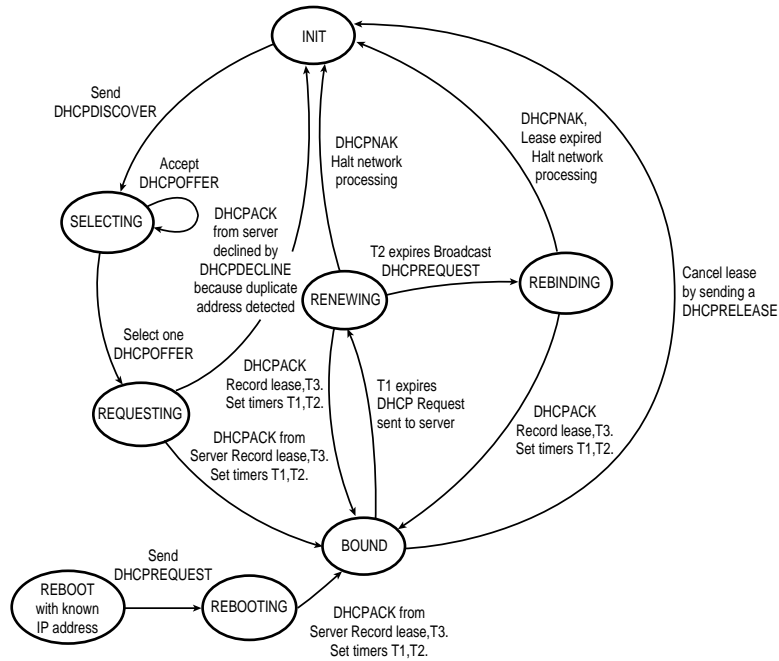 INIT
Send
DHCPDISCOVER
Accept
DHCPOFFER
SELECTING
DHCPNAK
Halt network
processing
DHCPNAK,
Lease expired
Halt network
processing
DHCPACK
from server
declined by
DHCPDECLINE
because duplicate
address detected
T2 expires Broadcast
DHCPREQUEST
RENEWING
REBINDING
Cancel lease
by sending a
DHCPRELEASE
Select one
DHCPOFFER
REQUESTING
DHCPACK
Record lease,T3.
Set timers T1,T2.
T1 expires
DHCP Request
sent to server
DHCPACK
Record lease,T3.
Set timers T1,T2.
DHCPACK from
Server Record lease,T3.
Set timers T1,T2.
BOUND
Send
DHCPREQUEST
REBOOT
with known
IP address
REBOOTING
DHCPACK from
Server Record lease,T3.
Set timers T1,T2.